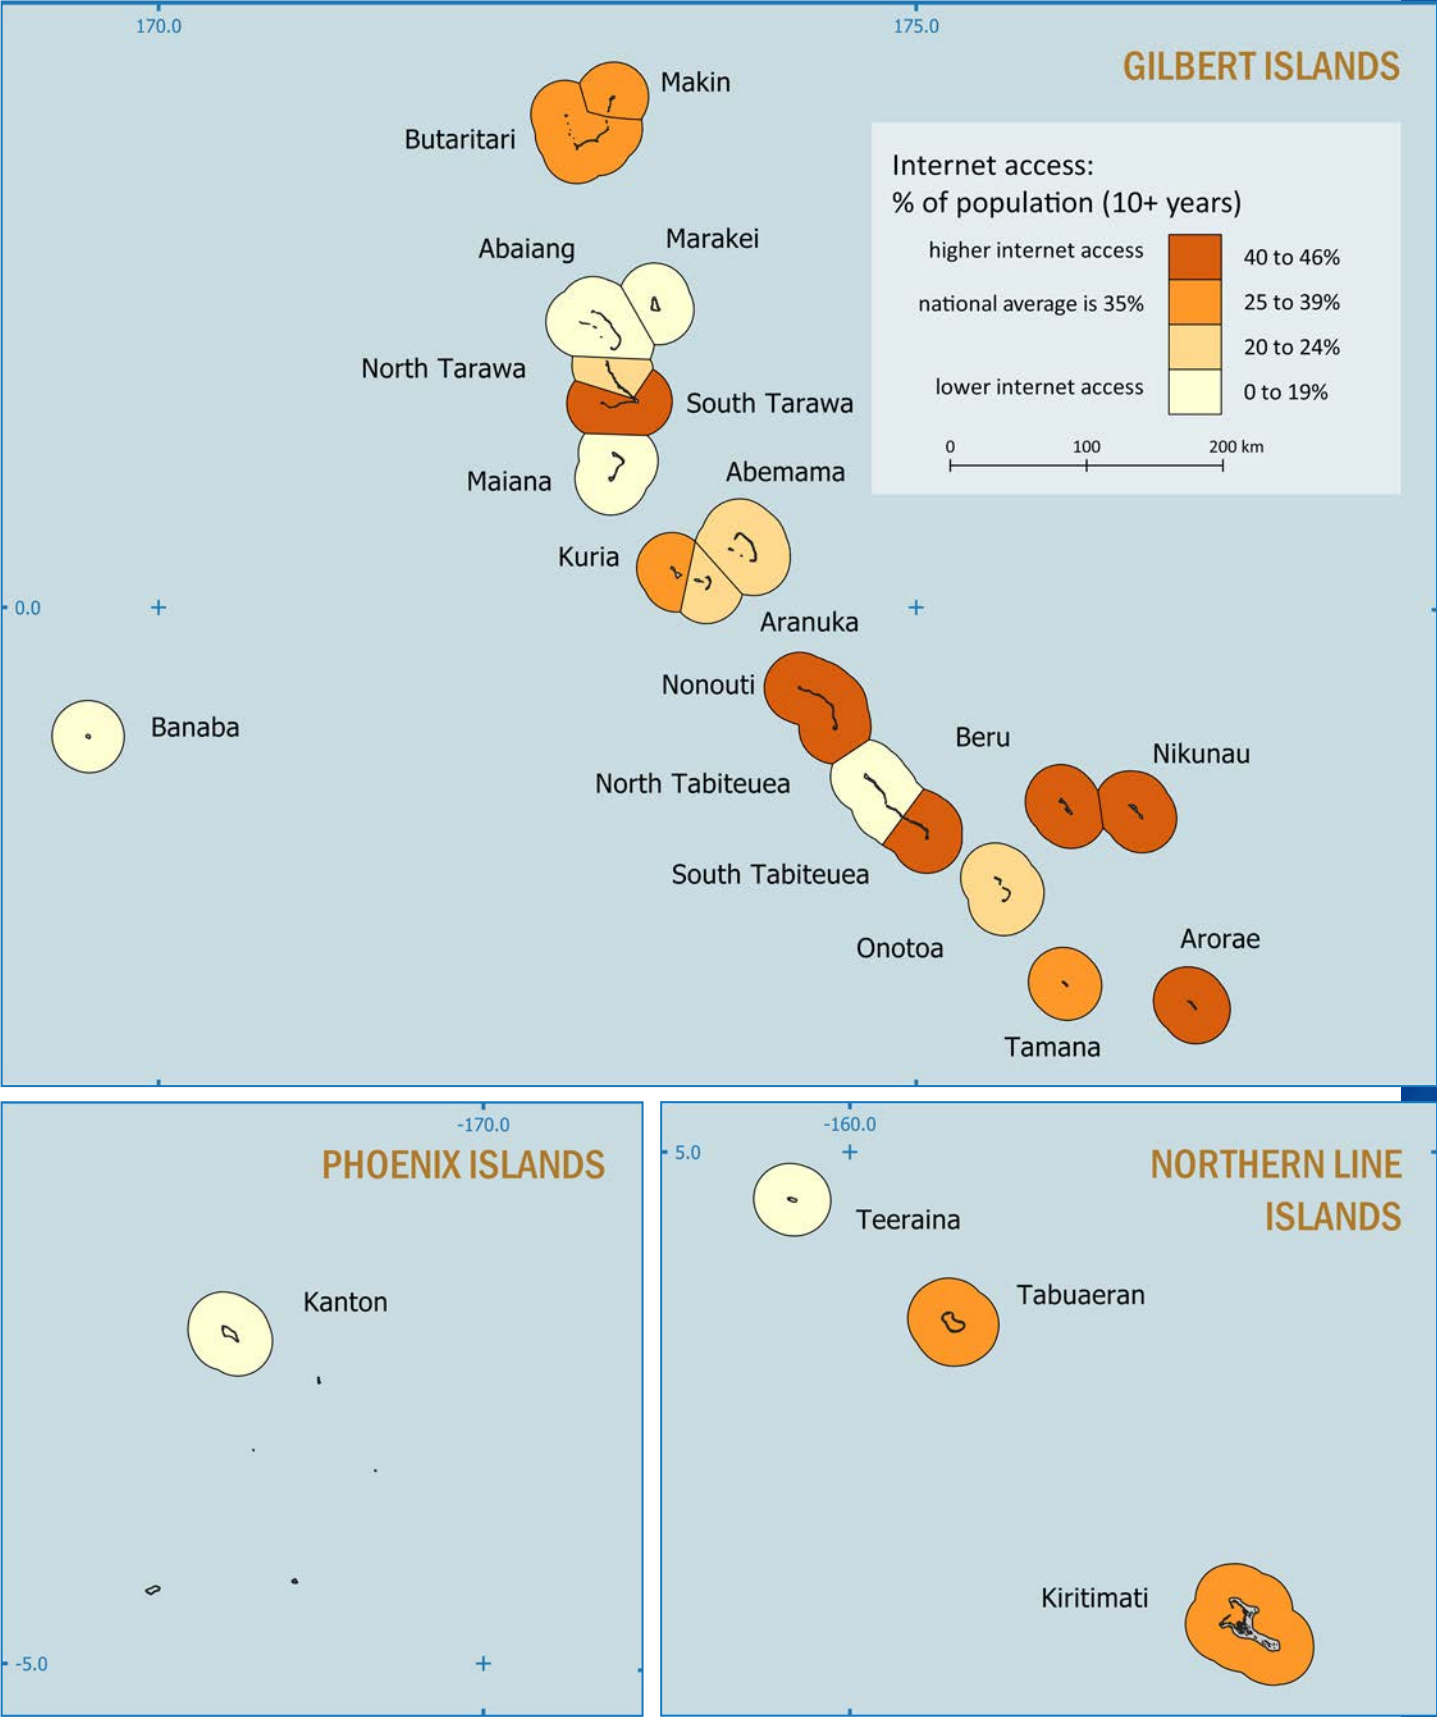 170.0
175.0
GILBERT ISLANDS
Makin
Butaritari
Internet access:
% of population (10+ years)
higher internet access
40 to 46%
national average is 35%
25 to 39%
20 to 24%
lower internet access
0 to 19%
0
100
200 km
Abaiang
Marakei
North Tarawa
South Tarawa
Maiana
Abemama
Kuria
0.0
Aranuka
Nonouti
Banaba
Beru
Nikunau
North Tabiteuea
South Tabiteuea
Onotoa
Arorae
Tamana
-170.0
PHOENIX ISLANDS
Kanton
-5.0
-160.0
5.0
NORTHERN LINE
ISLANDS
Teeraina
Tabuaeran
Kiritimati